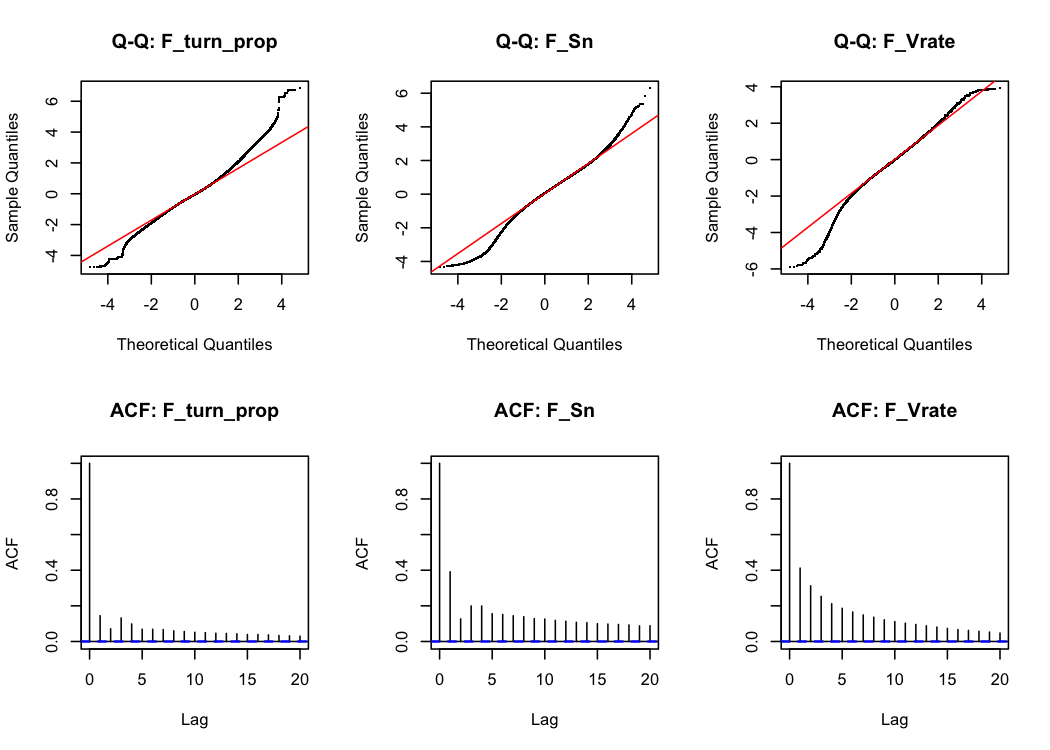 Q-Q: F_turn_prop
Sample Quantiles
-4 -2 0 2 4 6
-4 -2 0 2 4
Theoretical Quantiles
Q-Q: F_Sn
Sample Quantiles
-4 -2 0 2 4 6
-4 -2 0 2 4
Theoretical Quantiles
Q-Q: F_Vrate
Sample Quantiles
-6 -4 -2 0 2 4
-4 -2 0 2 4
Theoretical Quantiles
ACF: F_turn_prop
ACF
0.0 0.4 0.8
0 5 10 15 20
Lag
ACF: F_Sn
ACF
0.0 0.4 0.8
0 5 10 15 20
Lag
ACF: F_Vrate
ACF
0.0 0.4 0.8
0 5 10 15 20
Lag